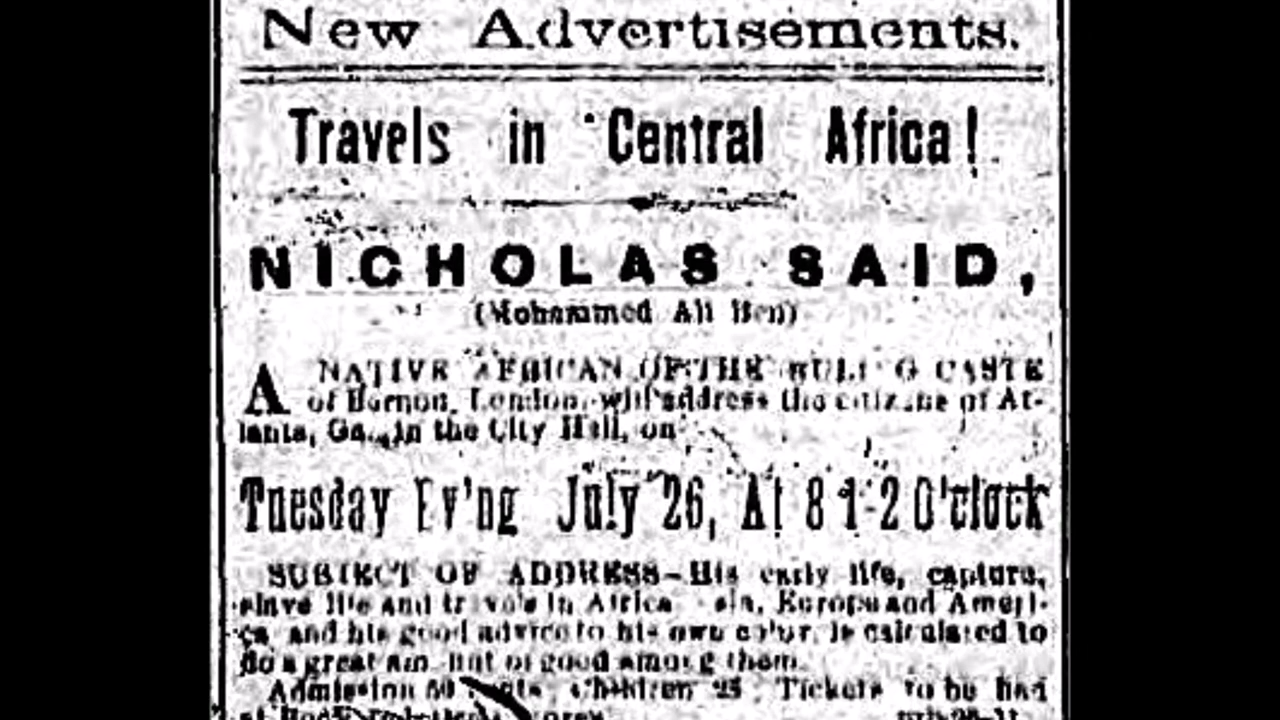 New Advertisements.
Travels in Central Africa!
NICHOLAS SAID,
(Mohammed Ali Ben)
A NATIVE AFRICAN OF THE RULING CASTE
of Bornou, London, will address the citizens of At-
lanta, Ga., in the City Hall, on
Tuesday Ev'ng July 26, At 8 1-2 O'clock
SUBJECT OF ADDRESS—His early life, capture,
slave life and travels in Africa, Europe and Ameri-
ca and his good advice to his own color, is calculated to
do a great amount of good among them.
Admission 50 cents, Children 25. Tickets to be had
at